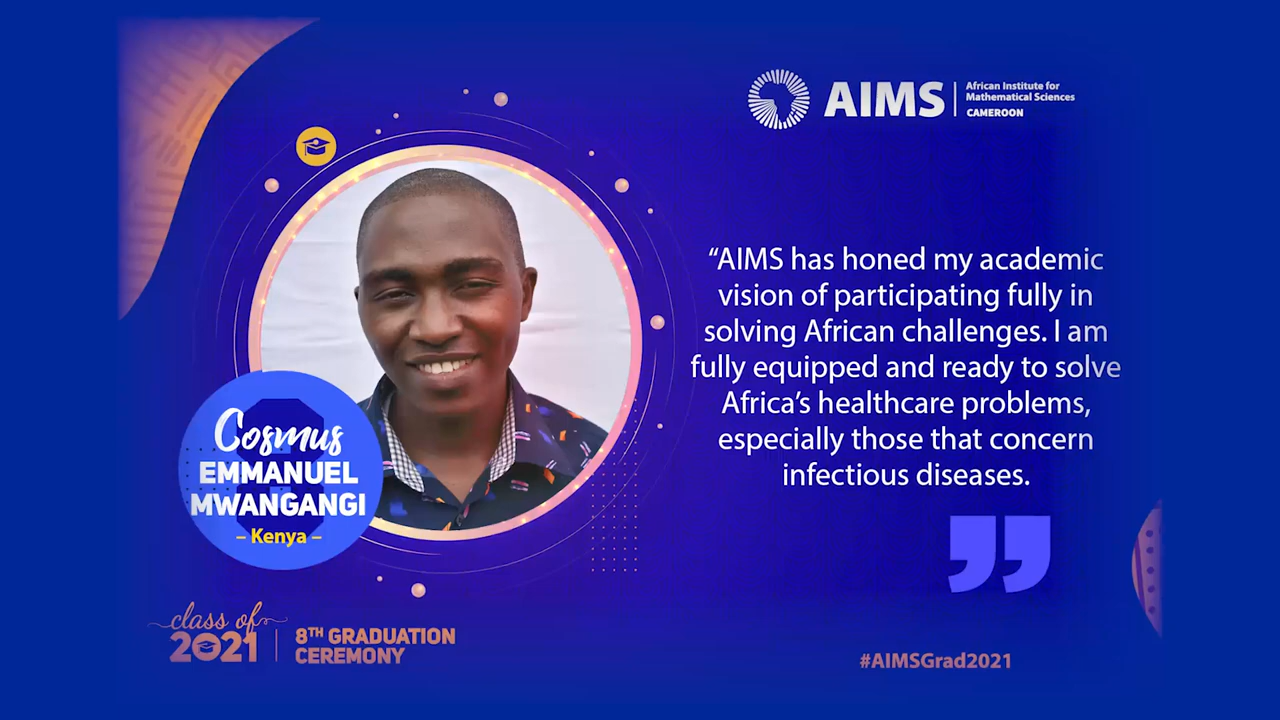 AIMS
African Institute for
Mathematical Sciences
CAMEROON
“AIMS has honed my academic
vision of participating fully in
solving African challenges. I am
fully equipped and ready to solve
Africa’s healthcare problems,
especially those that concern
infectious diseases.
”
Cosmus
EMMANUEL
MWANGANGI
– Kenya –
class of
2021
8TH GRADUATION
CEREMONY
#AIMSGrad2021